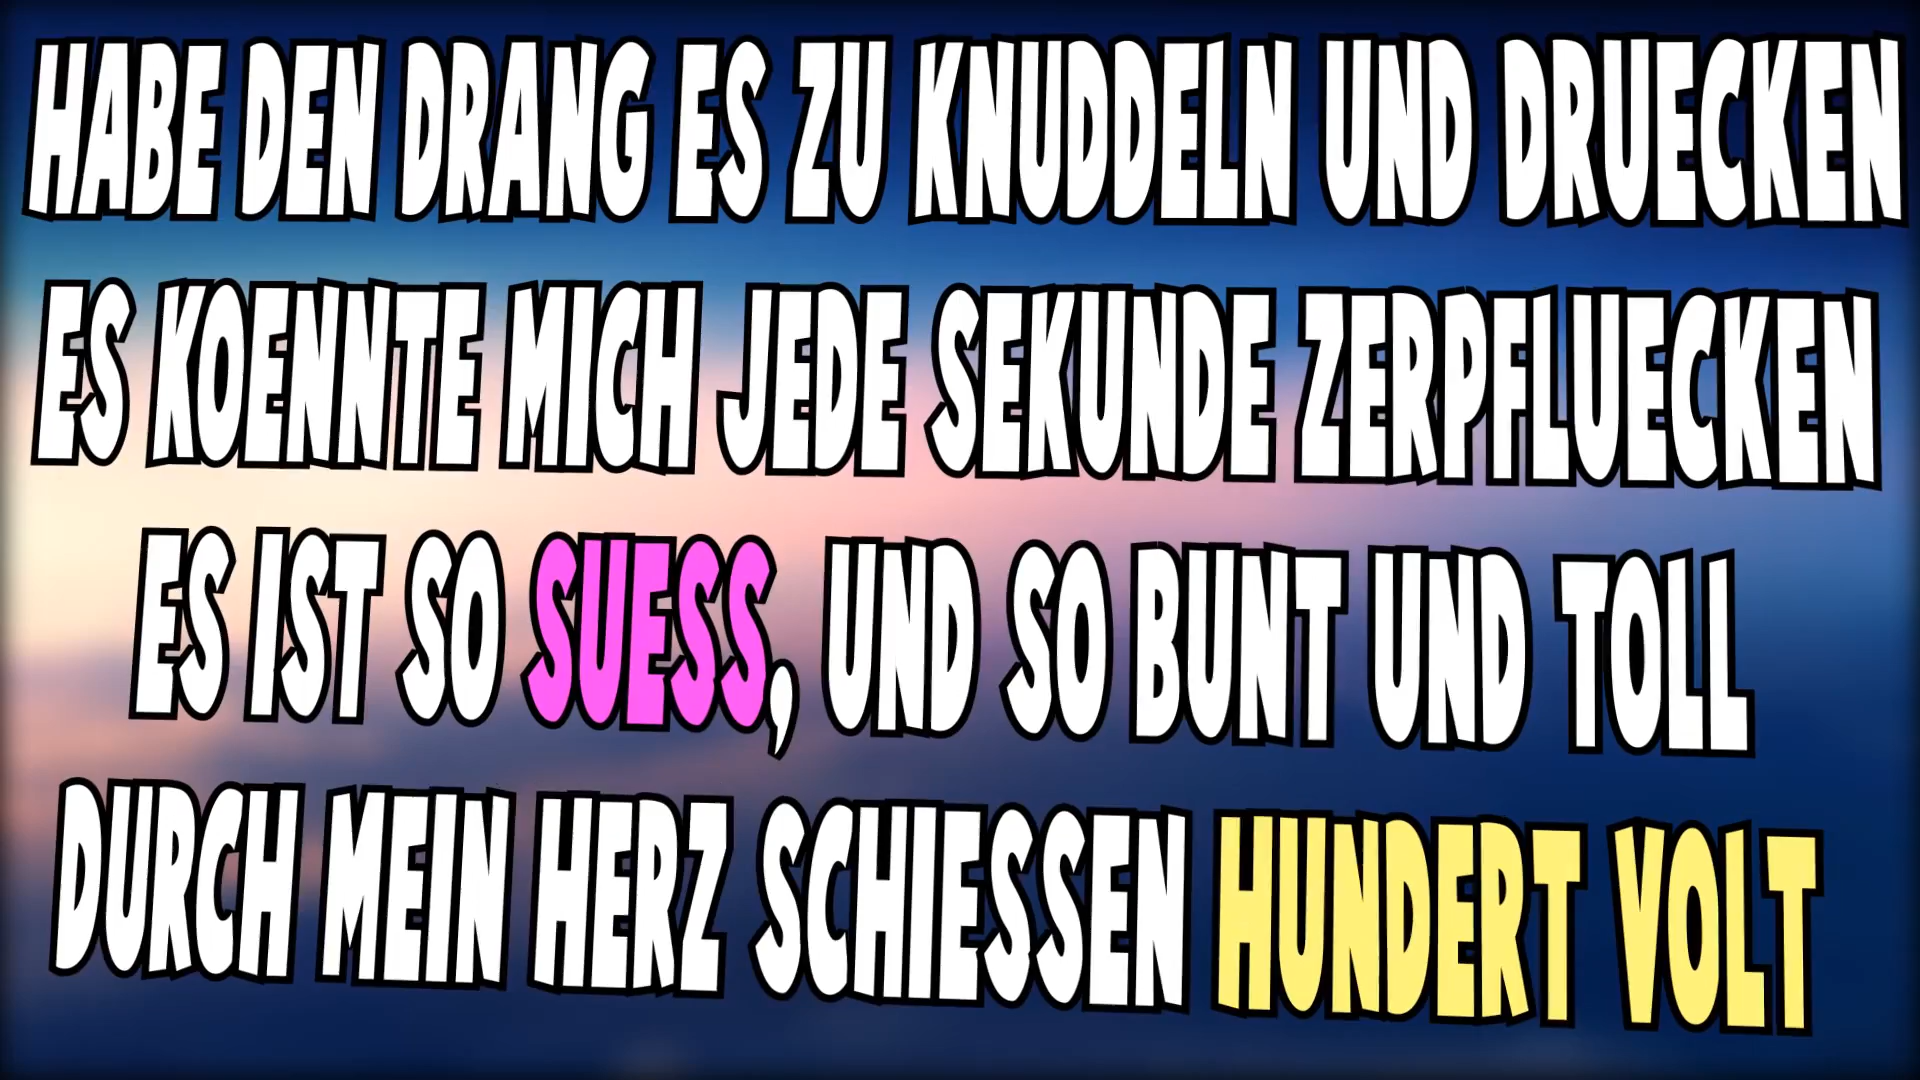 HABE DEN DRANG ES ZU KNUDDELN UND DRUECKEN
ES KOENNTE MICH JEDE SEKUNDE ZERPFLUECKEN
ES IST SO SUESS, UND SO BUNT UND TOLL
DURCH MEIN HERZ SCHIESSEN HUNDERT VOLT